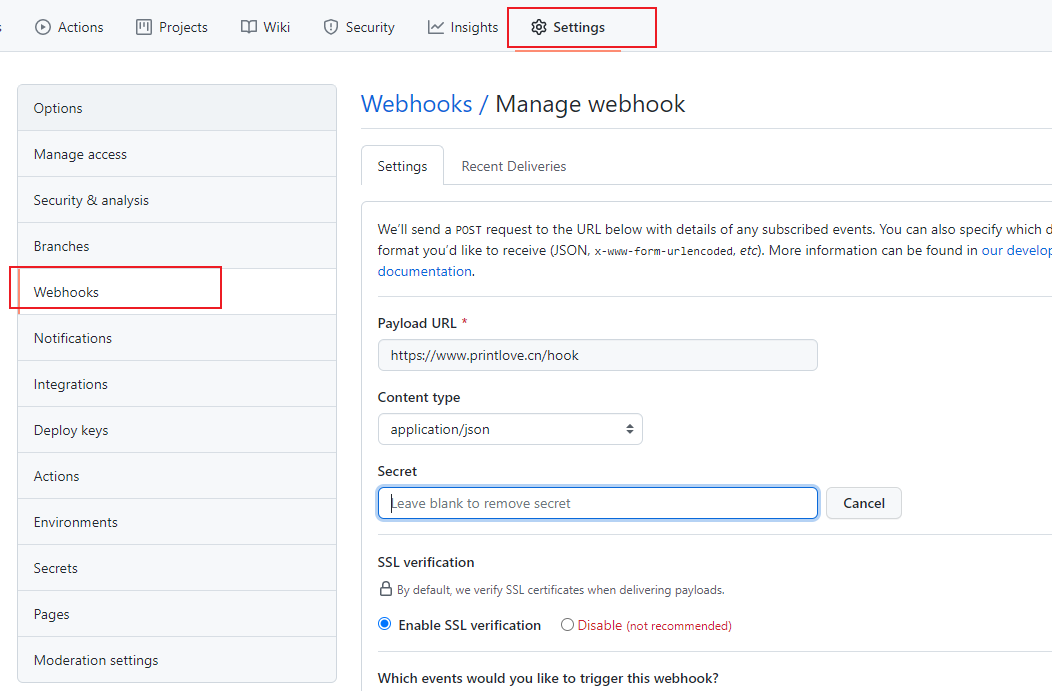 Actions Projects Wiki Security Insights Settings
Options
Manage access
Security & analysis
Branches
Webhooks
Notifications
Integrations
Deploy keys
Actions
Environments
Secrets
Pages
Moderation settings
Webhooks / Manage webhook
Settings Recent Deliveries
We'll send a POST request to the URL below with details of any subscribed events. You can also specify which d
format you'd like to receive (JSON, x-www-form-urlencoded, etc). More information can be found in our develop
documentation.
Payload URL *
https://www.printlove.cn/hook
Content type
application/json
Secret
Leave blank to remove secret Cancel
SSL verification
By default, we verify SSL certificates when delivering payloads.
Enable SSL verification Disable (not recommended)
Which events would you like to trigger this webhook?